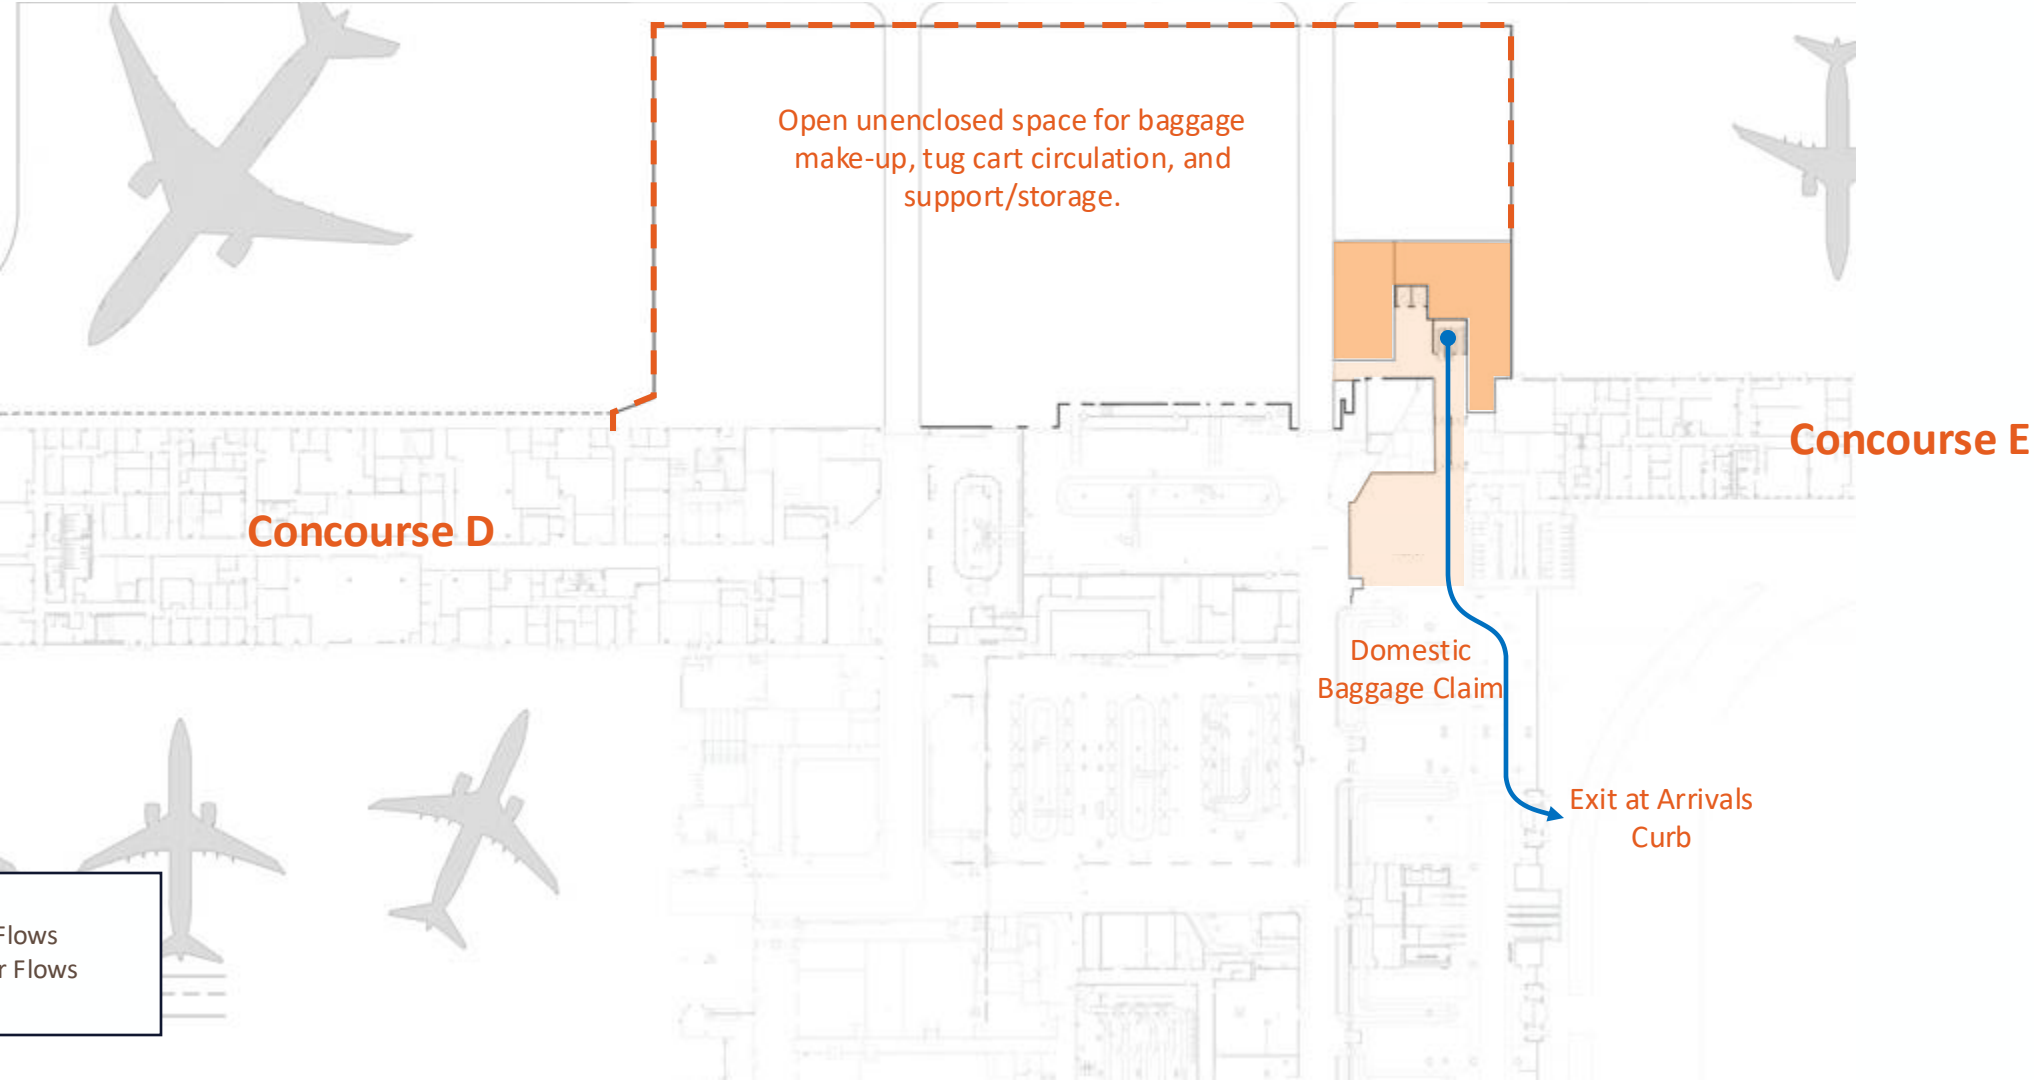 Open unenclosed space for baggage
make-up, tug cart circulation, and
support/storage.
Concourse E
Concourse D
Domestic
Baggage Claim
Exit at Arrivals
Curb
Flows
r Flows